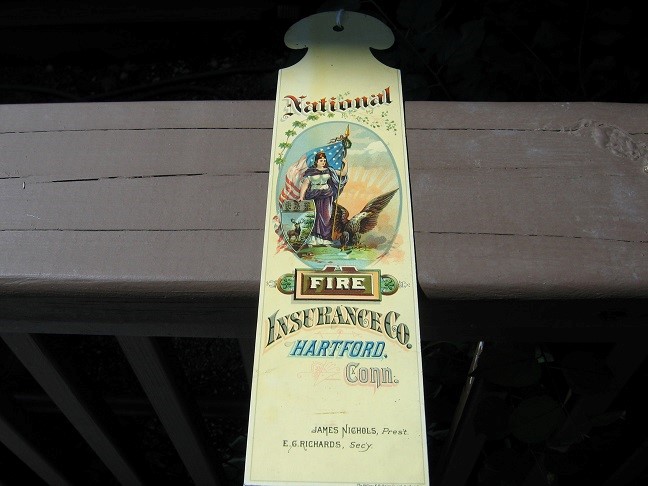 National
FIRE
INSURANCE CO.
HARTFORD.
Conn.
JAMES NICHOLS, Prest.
E.G. RICHARDS, Secy.